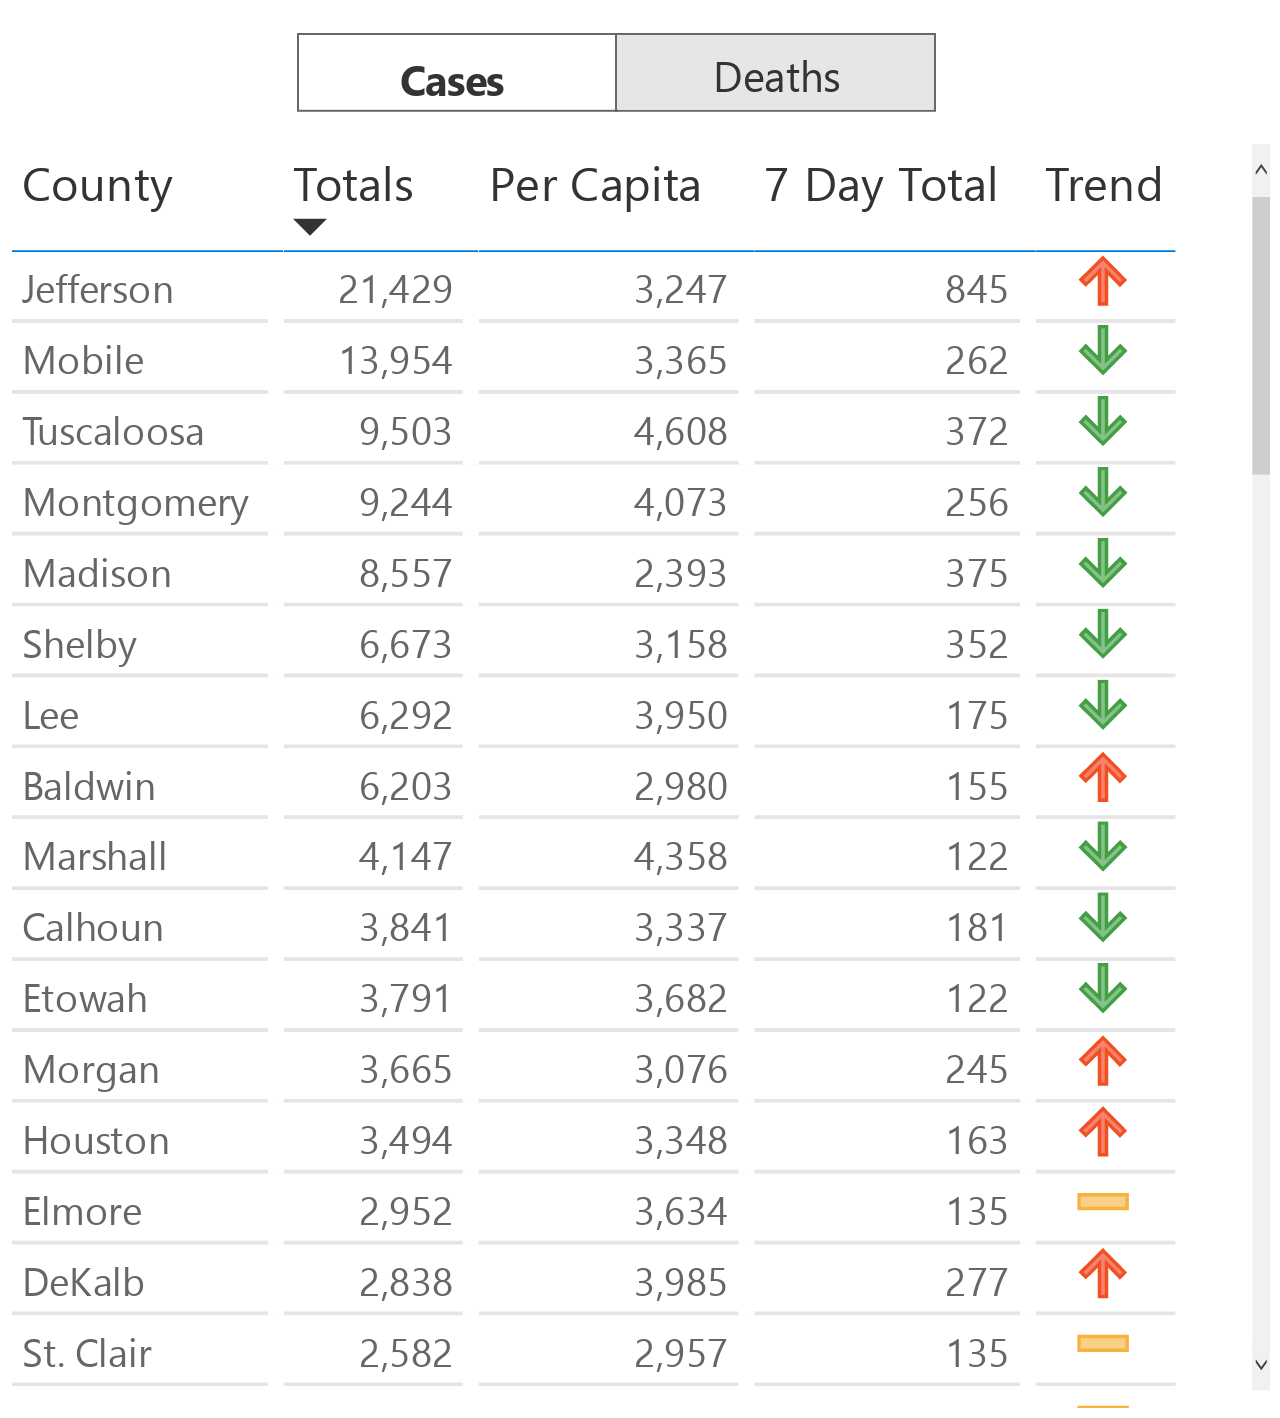 Cases Deaths
County Totals Per Capita 7 Day Total Trend
Jefferson 21,429 3,247 845
Mobile 13,954 3,365 262
Tuscaloosa 9,503 4,608 372
Montgomery 9,244 4,073 256
Madison 8,557 2,393 375
Shelby 6,673 3,158 352
Lee 6,292 3,950 175
Baldwin 6,203 2,980 155
Marshall 4,147 4,358 122
Calhoun 3,841 3,337 181
Etowah 3,791 3,682 122
Morgan 3,665 3,076 245
Houston 3,494 3,348 163
Elmore 2,952 3,634 135
DeKalb 2,838 3,985 277
St. Clair 2,582 2,957 135